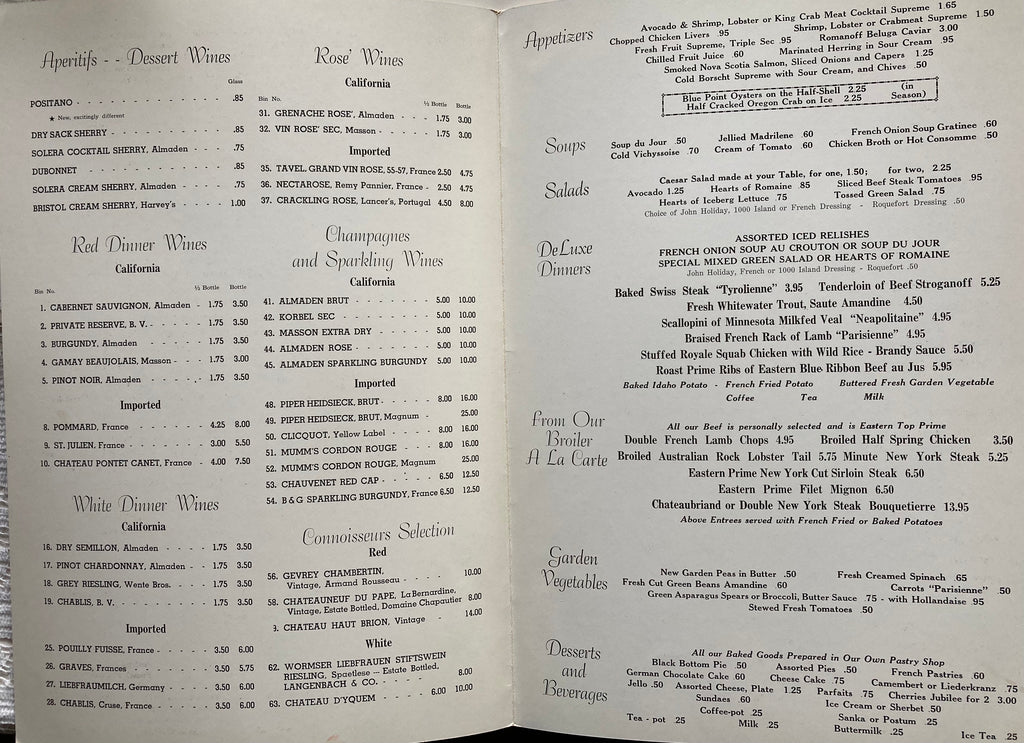 Aperitifs - - Dessert Wines
Glass
POSITANO - - - - - - - - - - - - .85
★ New, excitingly different
DRY SACK SHERRY - - - - - - - - - .85
SOLERA COCKTAIL SHERRY, Almaden - - - - .75
DUBONNET - - - - - - - - - - - .85
SOLERA CREAM SHERRY, Almaden - - - - - .75
BRISTOL CREAM SHERRY, Harvey's - - - - - 1.00
Red Dinner Wines
California
Bin No. ½ Bottle Bottle
1. CABERNET SAUVIGNON, Almaden - 1.75 3.50
2. PRIVATE RESERVE, B. V. - - - - - 1.75 3.50
3. BURGUNDY, Almaden - - - - - 1.75 3.50
4. GAMAY BEAUJOLAIS, Masson - - - 1.75 3.00
5. PINOT NOIR, Almaden - - - - - 1.75 3.50
Imported
8. POMMARD, France - - - - - - 4.25 8.00
9. ST. JULIEN, France - - - - - - 3.00 5.50
10. CHATEAU PONTET CANET, France - - 4.00 7.50
White Dinner Wines
California
16. DRY SEMILLON, Almaden - - - - 1.75 3.50
17. PINOT CHARDONNAY, Almaden - - - 1.75 3.50
18. GREY RIESLING, Wente Bros. - - - - 1.75 3.50
19. CHABLIS, B. V. - - - - - - 1.75 3.50
Imported
25. POUILLY FUISSE, France - - - - - 3.50 6.00
26. GRAVES, Frances - - - - - - 3.50 5.75
27. LIEBFRAUMILCH, Germany - - - - 3.50 6.00
28. CHABLIS, Cruse, France - - - - - 3.50 6.00
Rose' Wines
California
Bin No. ½ Bottle Bottle
31. GRENACHE ROSE', Almaden - - - 1.75 3.00
32. VIN ROSE' SEC, Masson - - - - - 1.75 3.00
Imported
35. TAVEL, GRAND VIN ROSE, 55-57, France 2.50 4.75
36. NECTAROSE, Remy Pannier, France - 2.50 4.75
37. CRACKLING ROSE, Lancer's, Portugal 4.50 8.00
Champagnes
and Sparkling Wines
California
41. ALMADEN BRUT - - - - - - - 5.00 10.00
42. KORBEL SEC - - - - - - - 5.00 10.00
43. MASSON EXTRA DRY - - - - - 5.00 10.00
44. ALMADEN ROSE - - - - - - - 5.00 10.00
45. ALMADEN SPARKLING BURGUNDY 5.00 10.00
Imported
48. PIPER HEIDSIECK, BRUT - - - - - 8.00 16.00
49. PIPER HEIDSIECK, BRUT, Magnum - 25.00
50. CLICQUOT, Yellow Label - - - - 8.00 16.00
51. MUMM'S CORDON ROUGE - - - 8.00 16.00
52. MUMM'S CORDON ROUGE, Magnum 25.00
53. CHAUVENET RED CAP - - - - - 6.50 12.50
54. B & G SPARKLING BURGUNDY, France 6.50 12.50
Connoisseurs Selection
Red
56. GEVREY CHAMBERTIN, 10.00
Vintage, Armand Rousseau - - - -
58. CHATEAUNEUF DU PAPE, La Bernardine, 8.00
Vintage, Estate Bottled, Domaine Chapautier
CHATEAU HAUT BRION, Vintage - 14.00
White
62. WORMSER LIEBFRAUEN STIFTSWEIN
RIESLING, Spaetlese -- Estate Bottled,
LANGENBACH & CO. - - - - - 8.00
63. CHATEAU D'YQUEM - - - - 6.00 10.00
Appetizers
Avocado & Shrimp, Lobster or King Crab Meat Cocktail Supreme 1.65
Chopped Chicken Livers .95 Shrimp, Lobster or Crabmeat Supreme 1.50
Fresh Fruit Supreme, Triple Sec .95 Romanoff Beluga Caviar 3.00
Chilled Fruit Juice .60 Marinated Herring in Sour Cream .95
Smoked Nova Scotia Salmon, Sliced Onions and Capers 1.25
Cold Borscht Supreme with Sour Cream, and Chives .50
Blue Point Oysters on the Half-Shell 2.25 (in
Half Cracked Oregon Crab on Ice 2.25 Season)
Soups
Soup du Jour .50 Jellied Madrilene .60 French Onion Soup Gratinee .60
Cold Vichyssoise .70 Cream of Tomato .60 Chicken Broth or Hot Consomme .50
Salads
Caesar Salad made at your Table, for one, 1.50; for two, 2.25
Avocado 1.25 Hearts of Romaine .85 Sliced Beef Steak Tomatoes .95
Hearts of Iceberg Lettuce .75 Tossed Green Salad .75
Choice of John Holiday, 1000 Island or French Dressing - Roquefort Dressing .50
DeLuxe
Dinners
ASSORTED ICED RELISHES
FRENCH ONION SOUP AU CROUTON OR SOUP DU JOUR
SPECIAL MIXED GREEN SALAD OR HEARTS OF ROMAINE
John Holiday, French or 1000 Island Dressing - Roquefort .50
Baked Swiss Steak "Tyrolienne" 3.95 Tenderloin of Beef Stroganoff 5.25
Fresh Whitewater Trout, Saute Amandine 4.50
Scallopini of Minnesota Milkfed Veal "Neapolitaine" 4.95
Braised French Rack of Lamb "Parisienne" 4.95
Stuffed Royale Squab Chicken with Wild Rice - Brandy Sauce 5.50
Roast Prime Ribs of Eastern Blue Ribbon Beef au Jus 5.95
Baked Idaho Potato - French Fried Potato Buttered Fresh Garden Vegetable
Coffee Tea Milk
From Our
Broiler
A La Carte
All our Beef is personally selected and is Eastern Top Prime
Double French Lamb Chops 4.95 Broiled Half Spring Chicken 3.50
Broiled Australian Rock Lobster Tail 5.75 Minute New York Steak 5.25
Eastern Prime New York Cut Sirloin Steak 6.50
Eastern Prime Filet Mignon 6.50
Chateaubriand or Double New York Steak Bouquetierre 13.95
Above Entrees served with French Fried or Baked Potatoes
Garden
Vegetables
New Garden Peas in Butter .50 Fresh Creamed Spinach .65
Fresh Cut Green Beans Amandine .60 Carrots "Parisienne" .50
Green Asparagus Spears or Broccoli, Butter Sauce .75 - with Hollandaise .95
Stewed Fresh Tomatoes .50
Desserts
and
Beverages
All our Baked Goods Prepared in Our Own Pastry Shop
Black Bottom Pie .50 Assorted Pies .50 French Pastries .60
German Chocolate Cake .60 Cheese Cake .75 Camembert or Liederkranz .75
Jello .50 Assorted Cheese, Plate 1.25 Parfaits .75 Cherries Jubilee for 2 3.00
Sundaes .60 Ice Cream or Sherbet .50
Tea - pot .25 Coffee-pot .25 Milk .25 Sanka or Postum .25
Buttermilk .25 Ice Tea .25